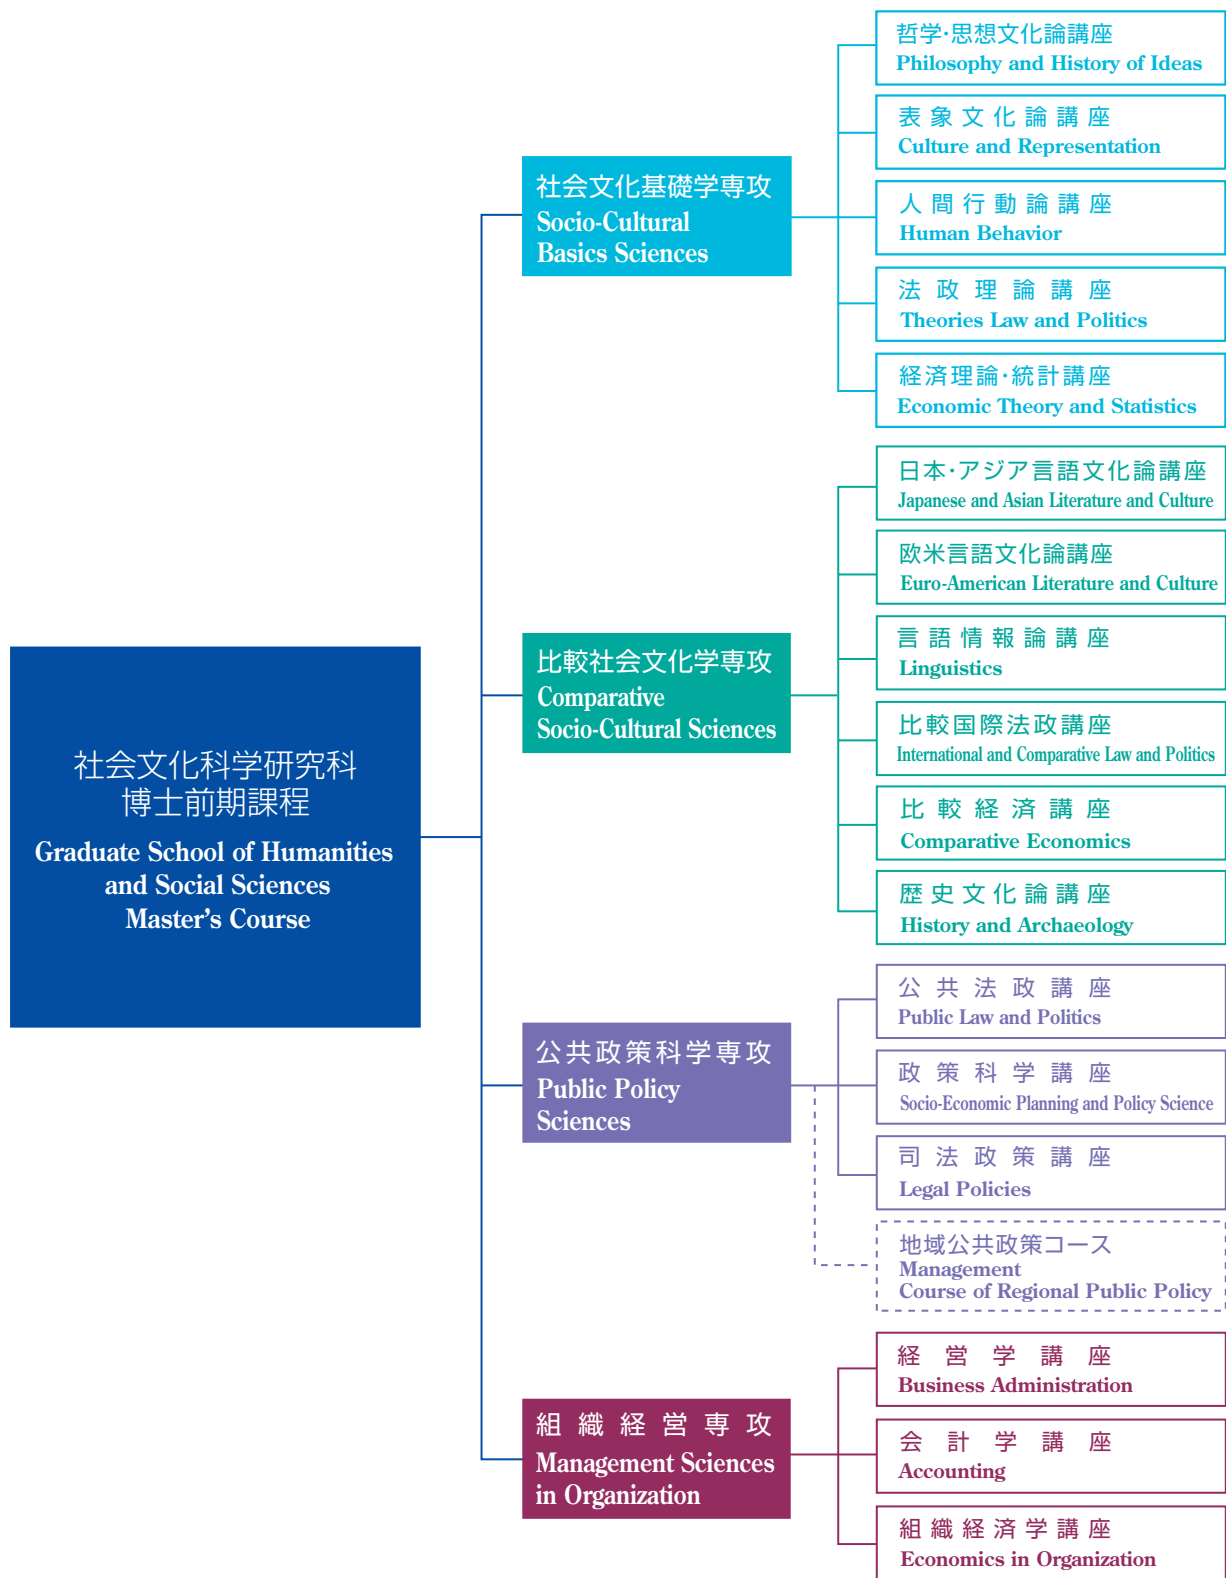 社会文化科学研究科
博士前期課程
Graduate School of Humanities
and Social Sciences
Master's Course
社会文化基礎学専攻
Socio-Cultural
Basics Sciences
哲学・思想文化論講座
Philosophy and History of Ideas
表象文化論講座
Culture and Representation
人間行動論講座
Human Behavior
法政理論講座
Theories Law and Politics
経済理論・統計講座
Economic Theory and Statistics
比較社会文化学専攻
Comparative
Socio-Cultural Sciences
日本・アジア言語文化論講座
Japanese and Asian Literature and Culture
欧米言語文化論講座
Euro-American Literature and Culture
言語情報論講座
Linguistics
比較国際法政講座
International and Comparative Law and Politics
比較経済講座
Comparative Economics
歴史文化論講座
History and Archaeology
公共政策科学専攻
Public Policy
Sciences
公共法政講座
Public Law and Politics
政策科学講座
Socio-Economic Planning and Policy Science
司法政策講座
Legal Policies
地域公共政策コース
Management
Course of Regional Public Policy
組織経営専攻
Management Sciences
in Organization
経営学講座
Business Administration
会計学講座
Accounting
組織経済学講座
Economics in Organization